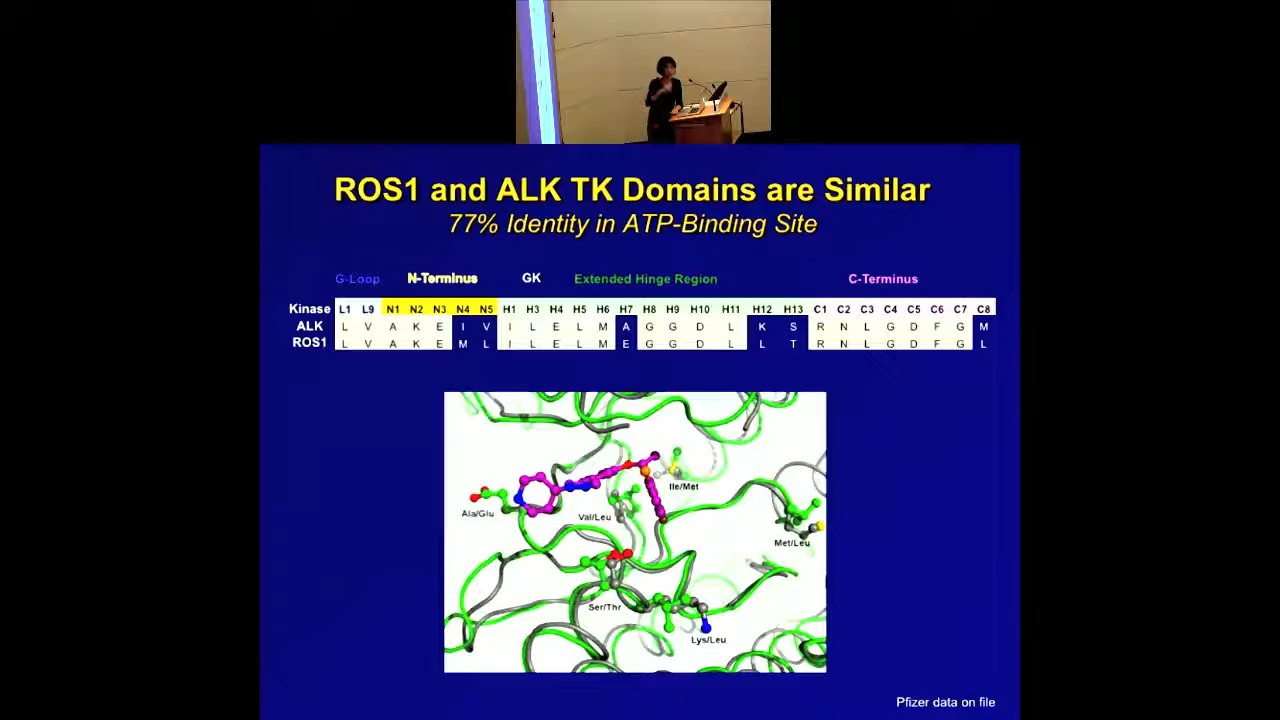 ROS1 and ALK TK Domains are Similar
77% Identity in ATP-Binding Site
G-Loop N-Terminus GK Extended Hinge Region C-Terminus
Kinase L1 L9 N1 N2 N3 N4 N5 H1 H3 H4 H5 H6 H7 H8 H9 H10 H11 H12 H13 C1 C2 C3 C4 C5 C6 C7 C8
ALK L V A K E I V I L E L M A G G D L K S R N L G D F G M
ROS1 L V A K E M L I L E L M E G G D L L T R N L G D F G L
Ile/Met
Ala/Glu
Val/Leu
Met/Leu
Ser/Thr
Lys/Leu
Pfizer data on file